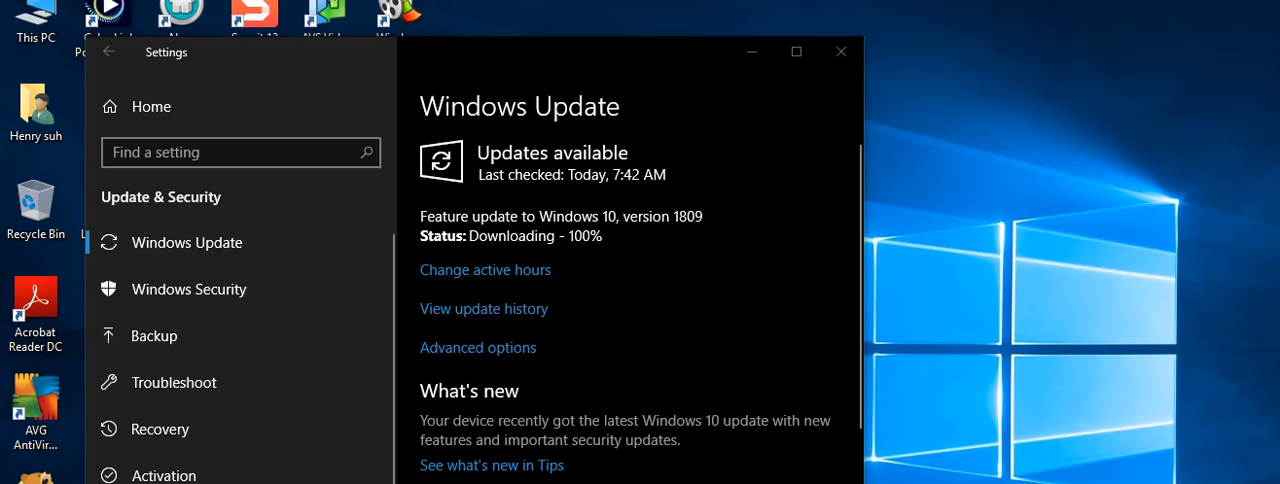 This PC
Settings
Home
Find a setting
Update & Security
Windows Update
Windows Security
Backup
Troubleshoot
Recovery
Activation
Windows Update
Updates available
Last checked: Today, 7:42 AM
Feature update to Windows 10, version 1809
Status: Downloading - 100%
Change active hours
View update history
Advanced options
What's new
Your device recently got the latest Windows 10 update with new
features and important security updates.
See what's new in Tips
Henry suh
Recycle Bin
Acrobat
Reader DC
AVG
AntiVir...